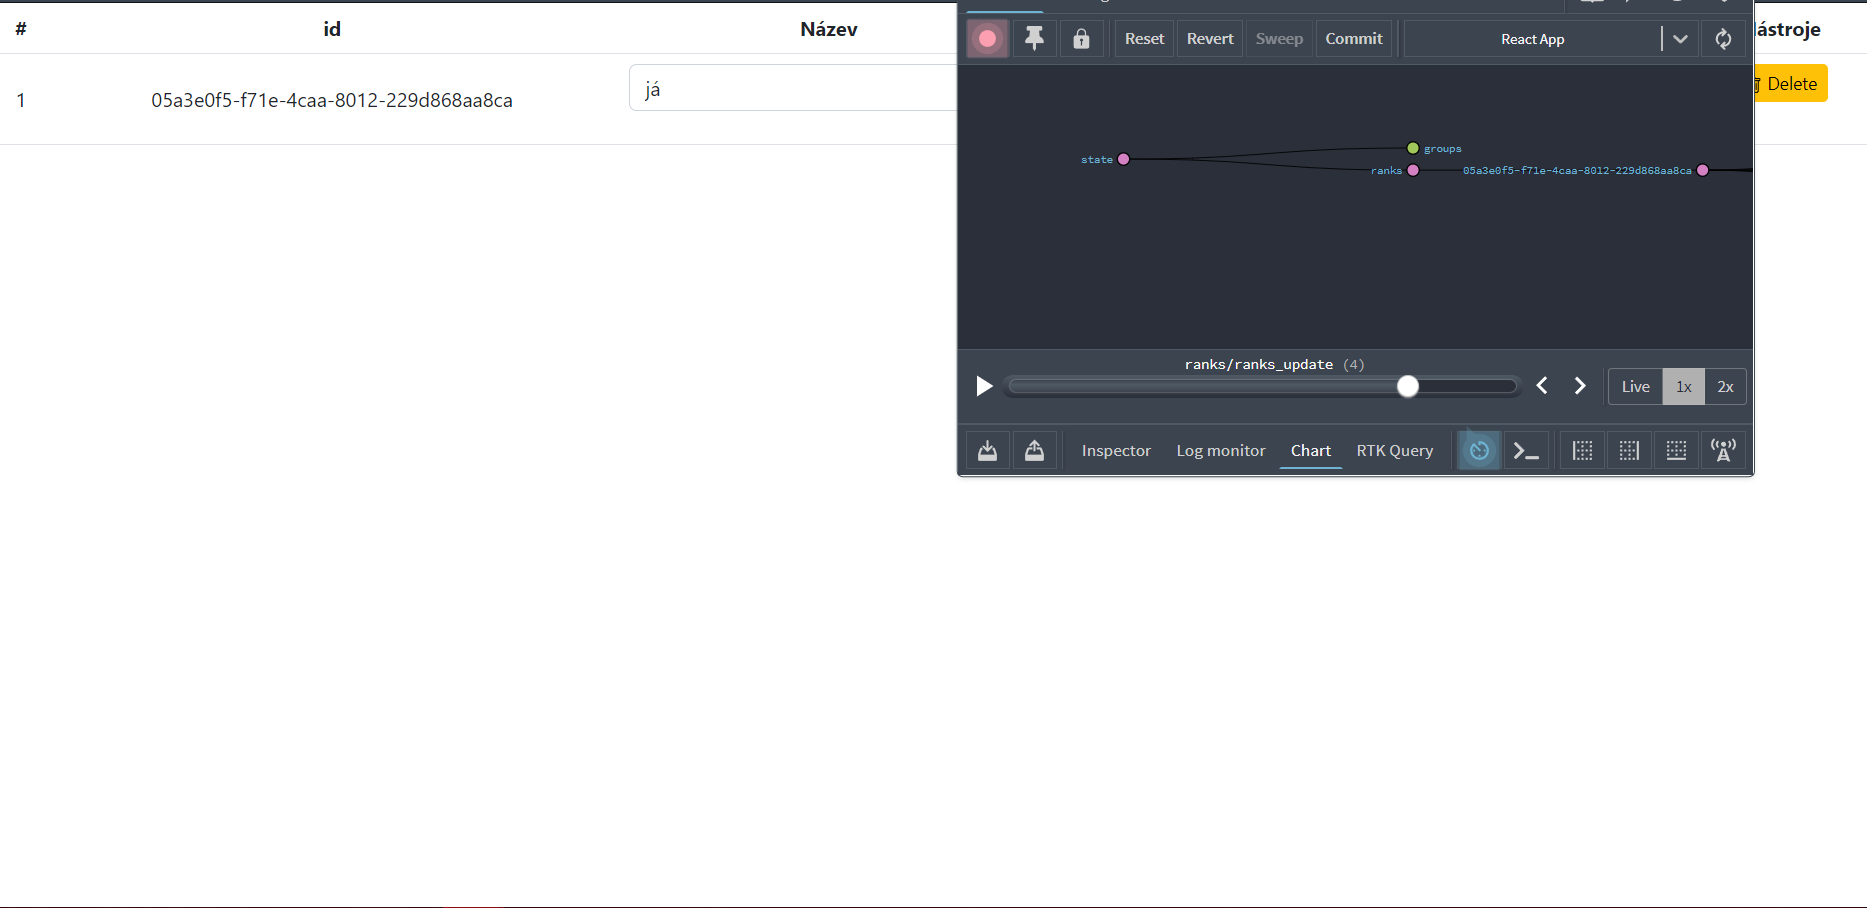 # id Název ástroje
Reset Revert Sweep Commit React App
1 05a3e0f5-f71e-4caa-8012-229d868aa8ca já Delete
groups
state
ranks 05a3e0f5-f71e-4caa-8012-229d868aa8ca
ranks/ranks_update (4)
Live 1x 2x
Inspector Log monitor Chart RTK Query